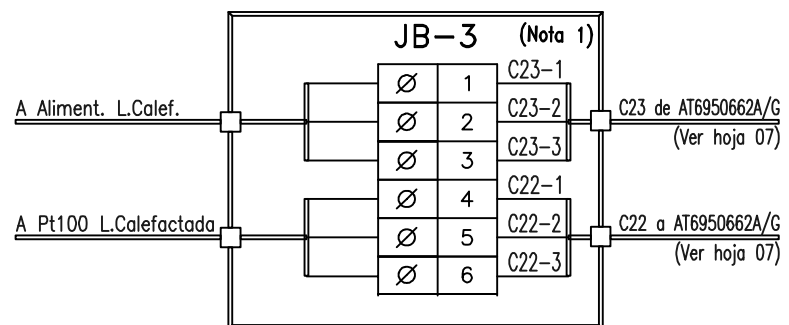 JB-3 (Nota 1)
A Aliment. L.Calef.
Ø 1 C23-1
Ø 2 C23-2
Ø 3 C23-3
C23 de AT6950662A/G
(Ver hoja 07)
A Pt100 L.Calefactada
Ø 4 C22-1
Ø 5 C22-2
Ø 6 C22-3
C22 a AT6950662A/G
(Ver hoja 07)